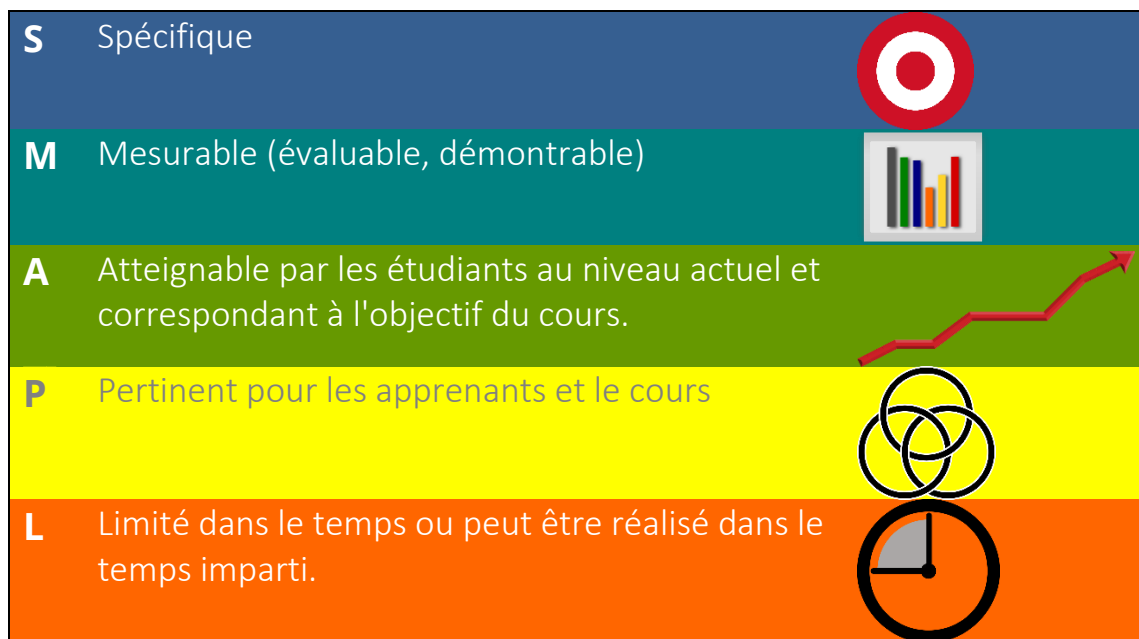 S Spécifique
M Mesurable (évaluable, démontrable)
A Atteignable par les étudiants au niveau actuel et
correspondant à l'objectif du cours.
P Pertinent pour les apprenants et le cours
L Limité dans le temps ou peut être réalisé dans le
temps imparti.